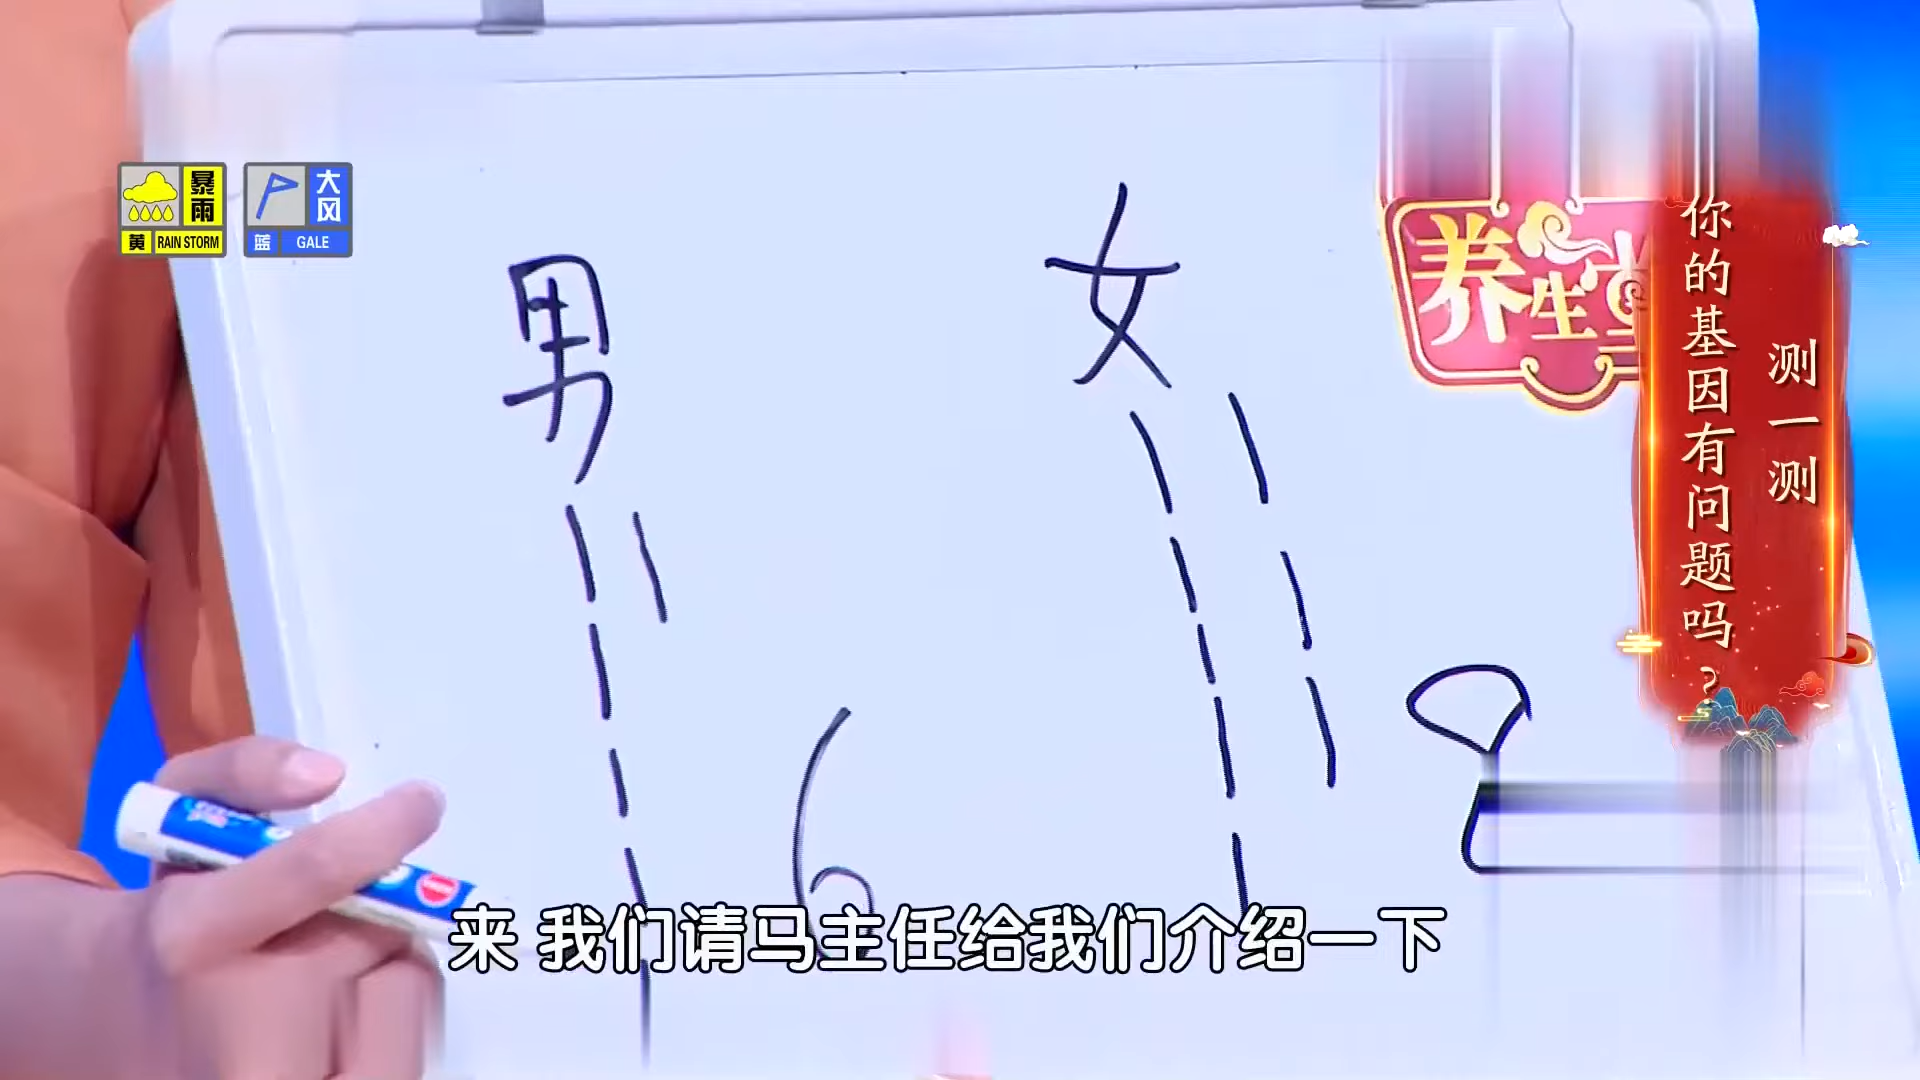 暴雨
黄 RAIN STORM
大风
蓝 GALE
男
女
6
8
养生堂
测一测
你的基因有问题吗?
来 我们请马主任给我们介绍一下